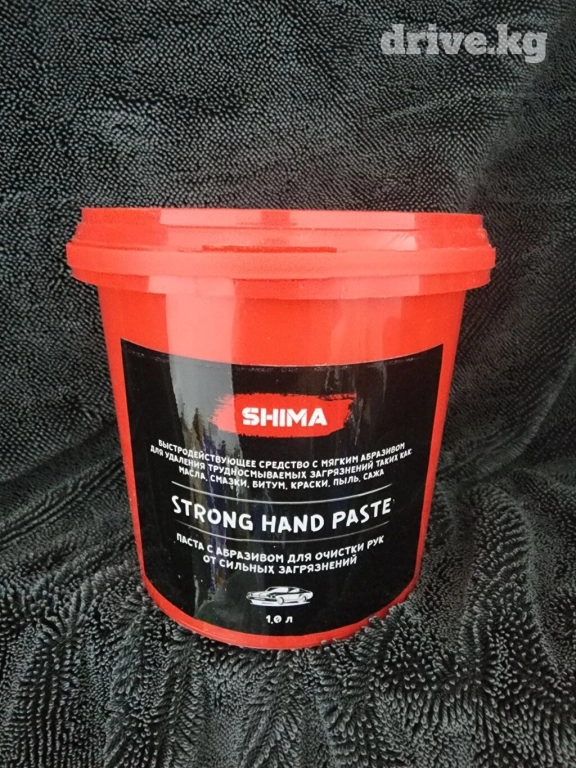 drive.kg
SHIMA
БЫСТРОДЕЙСТВУЮЩЕЕ СРЕДСТВО С МЯГКИМ АБРАЗИВОМ
ДЛЯ УДАЛЕНИЯ ТРУДНОСМЫВАЕМЫХ ЗАГРЯЗНЕНИЙ ТАКИХ КАК
МАСЛА, СМАЗКИ, БИТУМ, КРАСКИ, ПЫЛЬ, САЖА
STRONG HAND PASTE
ПАСТА С АБРАЗИВОМ ДЛЯ ОЧИСТКИ РУК
ОТ СИЛЬНЫХ ЗАГРЯЗНЕНИЙ
1,0 л